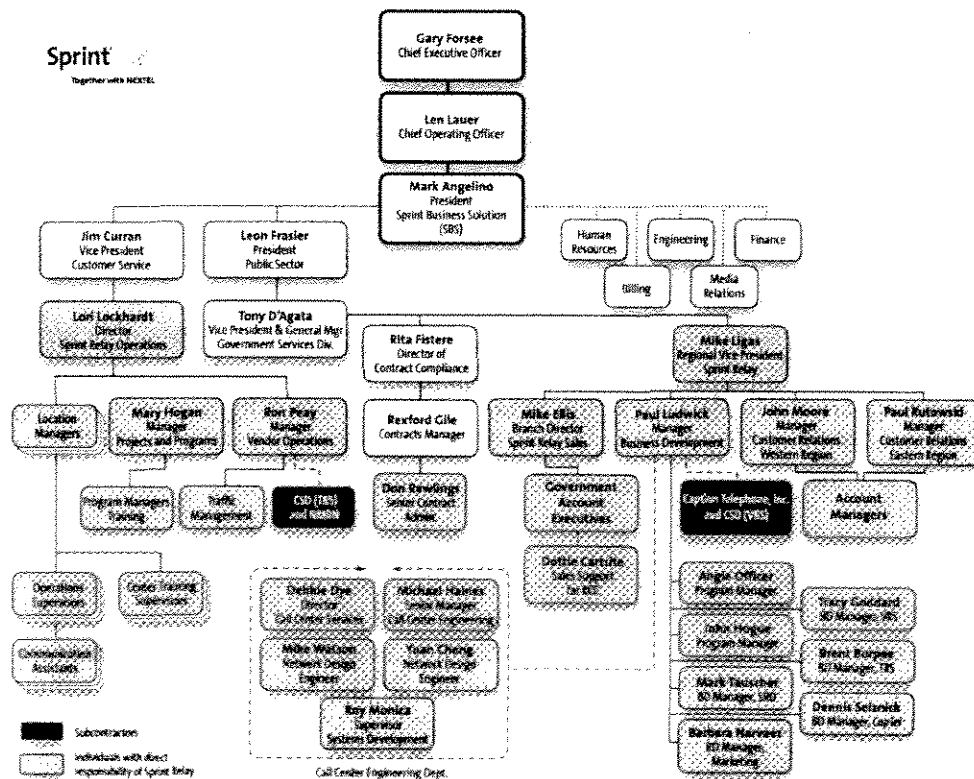 Sprint
Together with NEXTEL
Gary Forsee
Chief Executive Officer
Len Lauer
Chief Operating Officer
Mark Angelino
President
Sprint Business Solution
(SBS)
Jim Curran
Vice President
Customer Service
Leon Frasier
President
Public Sector
Human
Resources
Engineering
Finance
Billing
Media
Relations
Lori Lockhardt
Director
Sprint Relay Operations
Tony D'Agata
Vice President & General Mgr
Government Services Div.
Rita Fistere
Director of
Contract Compliance
Mike Ligas
Regional Vice President
Sprint Relay
Location
Managers
Mary Hogan
Manager
Projects and Programs
Ron Peay
Manager
Vendor Operations
Rexford Gile
Contracts Manager
Mike Ellis
Branch Director
Sprint Relay Sales
Paul Ludwick
Manager
Business Development
John Moore
Manager
Customer Relations
Western Region
Paul Rutowski
Manager
Customer Relations
Eastern Region
Program Managers
Training
Traffic
Management
CSD (TRS)
and
Don Rawlings
Senior Contract
Admin
Government
Account
Executives
Caption Telephone, Inc.
and CSD (VRS)
Account
Managers
Dottie Cartrite
Sales Support
for
Operations
Supervisors
Center Training
Supervisors
Communication
Assistants
Debbie Dye
Director
Call Center Services
Michael Haines
Senior Manager
Call Center Engineering
Mike Watson
Network Design
Engineer
Yuan Cheng
Network Design
Engineer
Roy Monica
Supervisor
Systems Development
Call Center Engineering Dept.
Angie Officer
Program Manager
Tracy Goddard
BD Manager, VRS
John Hogue
Program Manager
Brent Burpee
BD Manager, TRS
Mark Tauscher
BD Manager,
Dennis Selznick
BD Manager, CapTel
Barbara
BD Manager,
Marketing
Subcontractors
Individuals with direct
responsibility of Sprint Relay